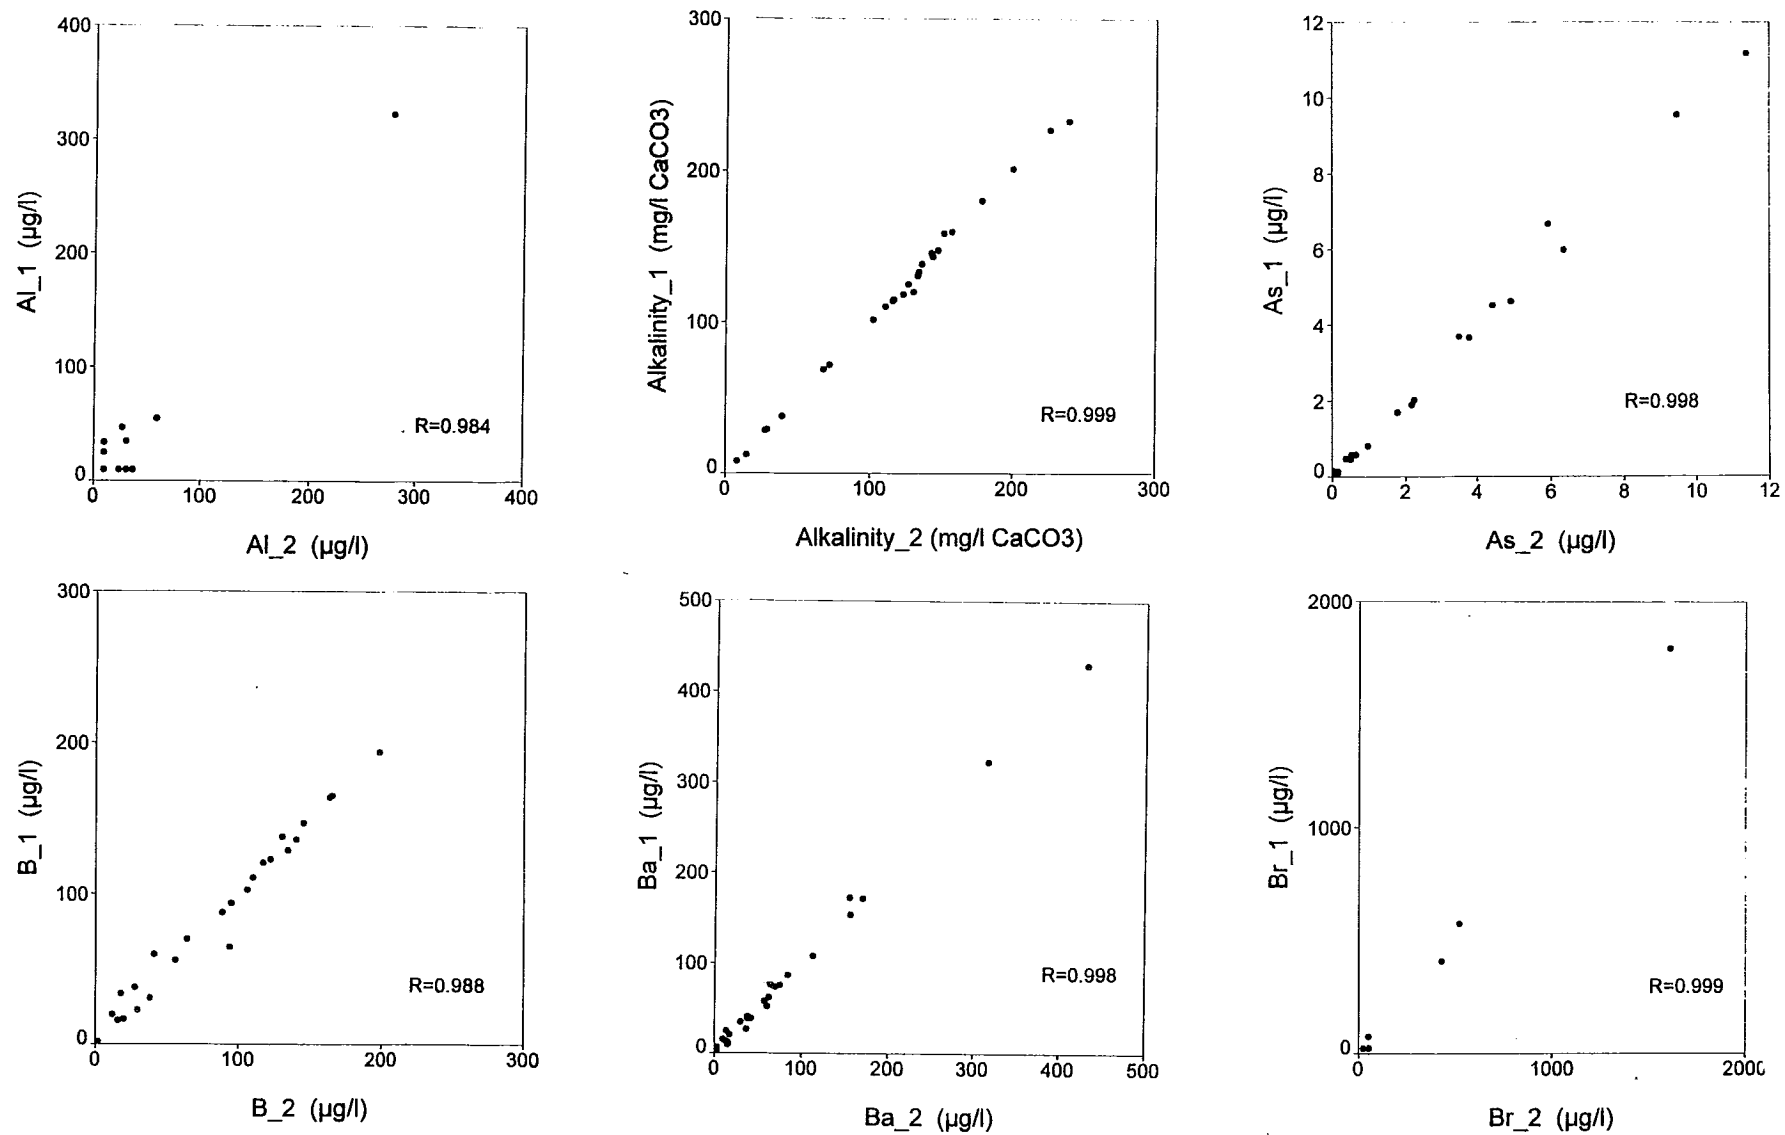 400
300
200
100
0
Al_1 (µg/l)
R=0.984
0 100 200 300 400
Al_2 (µg/l)
300
200
100
0
Alkalinity_1 (mg/l CaCO3)
R=0.999
0 100 200 300
Alkalinity_2 (mg/l CaCO3)
12
10
8
6
4
2
0
As_1 (µg/l)
R=0.998
0 2 4 6 8 10 12
As_2 (µg/l)
300
200
100
0
B_1 (µg/l)
R=0.988
0 100 200 300
B_2 (µg/l)
500
400
300
200
100
0
Ba_1 (µg/l)
R=0.998
0 100 200 300 400 500
Ba_2 (µg/l)
2000
1000
0
Br_1 (µg/l)
R=0.999
0 1000 2000
Br_2 (µg/l)